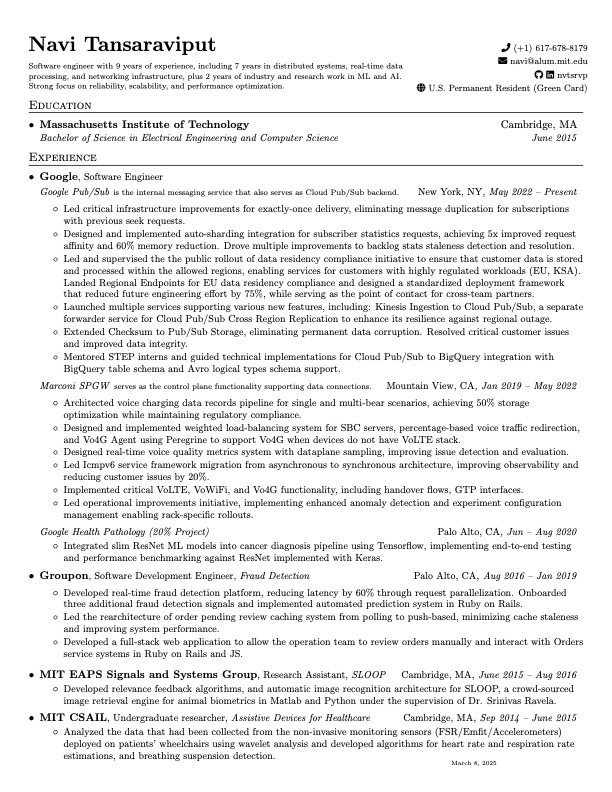 Navi Tansaraviput
Software engineer with 9 years of experience, including 7 years in distributed systems, real-time data
processing, and networking infrastructure, plus 2 years of industry and research work in ML and AI.
Strong focus on reliability, scalability, and performance optimization.
(+1) 617-678-8179
navi@alum.mit.edu
nvtsrvp
U.S. Permanent Resident (Green Card)
Education
• Massachusetts Institute of Technology Cambridge, MA
Bachelor of Science in Electrical Engineering and Computer Science June 2015
Experience
• Google, Software Engineer
Google Pub/Sub is the internal messaging service that also serves as Cloud Pub/Sub backend. New York, NY, May 2022 – Present
◦ Led critical infrastructure improvements for exactly-once delivery, eliminating message duplication for subscriptions
with previous seek requests.
◦ Designed and implemented auto-sharding integration for subscriber statistics requests, achieving 5x improved request
affinity and 60% memory reduction. Drove multiple improvements to backlog stats staleness detection and resolution.
◦ Led and supervised the the public rollout of data residency compliance initiative to ensure that customer data is stored
and processed within the allowed regions, enabling services for customers with highly regulated workloads (EU, KSA).
Landed Regional Endpoints for EU data residency compliance and designed a standardized deployment framework
that reduced future engineering effort by 75%, while serving as the point of contact for cross-team partners.
◦ Launched multiple services supporting various new features, including: Kinesis Ingestion to Cloud Pub/Sub, a separate
forwarder service for Cloud Pub/Sub Cross Region Replication to enhance its resilience against regional outage.
◦ Extended Checksum to Pub/Sub Storage, eliminating permanent data corruption. Resolved critical customer issues
and improved data integrity.
◦ Mentored STEP interns and guided technical implementations for Cloud Pub/Sub to BigQuery integration with
BigQuery table schema and Avro logical types schema support.
Marconi SPGW serves as the control plane functionality supporting data connections. Mountain View, CA, Jan 2019 – May 2022
◦ Architected voice charging data records pipeline for single and multi-bear scenarios, achieving 50% storage
optimization while maintaining regulatory compliance.
◦ Designed and implemented weighted load-balancing system for SBC servers, percentage-based voice traffic redirection,
and Vo4G Agent using Peregrine to support Vo4G when devices do not have VoLTE stack.
◦ Designed real-time voice quality metrics system with dataplane sampling, improving issue detection and evaluation.
◦ Led Icmpv6 service framework migration from asynchronous to synchronous architecture, improving observability and
reducing customer issues by 20%.
◦ Implemented critical VoLTE, VoWiFi, and Vo4G functionality, including handover flows, GTP interfaces.
◦ Led operational improvements initiative, implementing enhanced anomaly detection and experiment configuration
management enabling rack-specific rollouts.
Google Health Pathology (20% Project) Palo Alto, CA, Jun – Aug 2020
◦ Integrated slim ResNet ML models into cancer diagnosis pipeline using Tensorflow, implementing end-to-end testing
and performance benchmarking against ResNet implemented with Keras.
• Groupon, Software Development Engineer, Fraud Detection Palo Alto, CA, Aug 2016 – Jan 2019
◦ Developed real-time fraud detection platform, reducing latency by 60% through request parallelization. Onboarded
three additional fraud detection signals and implemented automated prediction system in Ruby on Rails.
◦ Led the rearchitecture of order pending review caching system from polling to push-based, minimizing cache staleness
and improving system performance.
◦ Developed a full-stack web application to allow the operation team to review orders manually and interact with Orders
service systems in Ruby on Rails and JS.
• MIT EAPS Signals and Systems Group, Research Assistant, SLOOP Cambridge, MA, June 2015 – Aug 2016
◦ Developed relevance feedback algorithms, and automatic image recognition architecture for SLOOP, a crowd-sourced
image retrieval engine for animal biometrics in Matlab and Python under the supervision of Dr. Srinivas Ravela.
• MIT CSAIL, Undergraduate researcher, Assistive Devices for Healthcare Cambridge, MA, Sep 2014 – June 2015
◦ Analyzed the data that had been collected from the non-invasive monitoring sensors (FSR/Emfit/Accelerometers)
deployed on patients' wheelchairs using wavelet analysis and developed algorithms for heart rate and respiration rate
estimations, and breathing suspension detection.
March 8, 2025